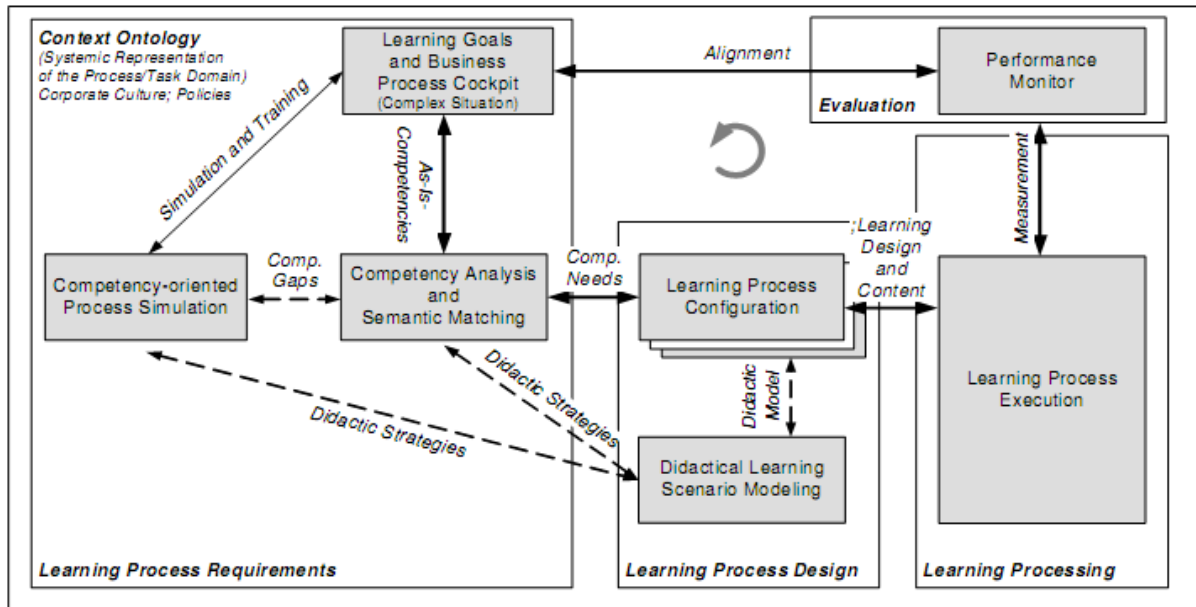 Context Ontology
(Systemic Representation
of the Process/Task Domain)
Corporate Culture; Policies
Learning Goals
and Business
Process Cockpit
(Complex Situation)
Alignment
Performance
Monitor
Evaluation
Simulation and Training
As-Is-
Competencies
Measurement
Competency-oriented
Process Simulation
Comp.
Gaps
Competency Analysis
and
Semantic Matching
Comp.
Needs
Learning Process
Configuration
;Learning
Design
and
Content
Learning Process
Execution
Didactic Strategies
Didactic Strategies
Didactic
Model
Didactical Learning
Scenario Modeling
Learning Process Requirements
Learning Process Design
Learning Processing